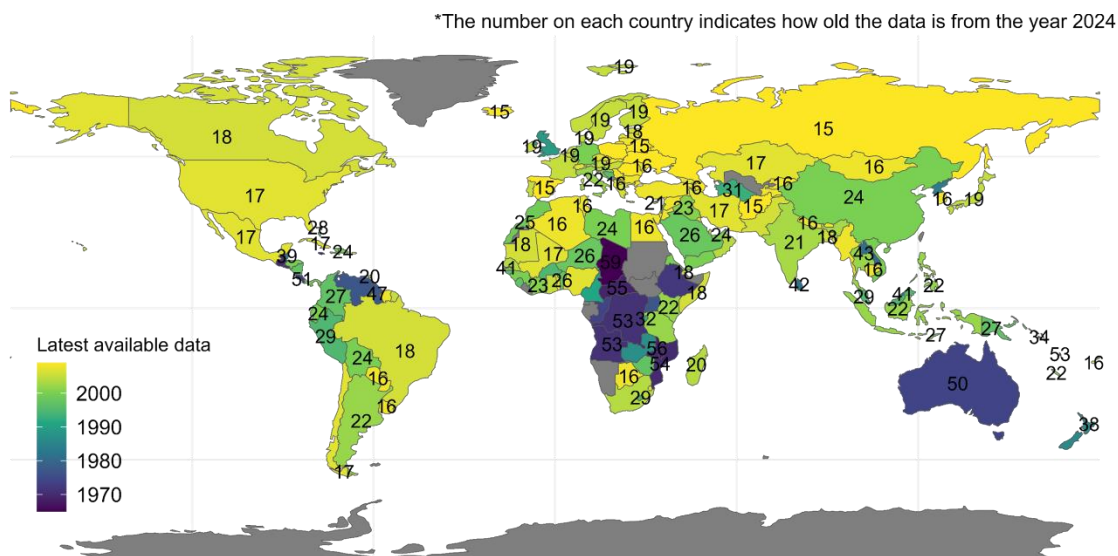 *The number on each country indicates how old the data is from the year 2024
19
15
18
19 19
19 18
19 15
19 19 16
17 15
17 16
15 22 16 16 31 16
17 21 23 17 15 24 16 19
28 25 16 24 16 26 24 21 16 18
17 24 18 17
39 41 23 26 26 59 18 43 16 22
51 20 47 55 18 42
27 22 29 41 22
24 53 32 27
29 18 53 56 54 20 27 34
24 16 53
16 16 29 50 22 16
22 38
17
Latest available data
2000
1990
1980
1970